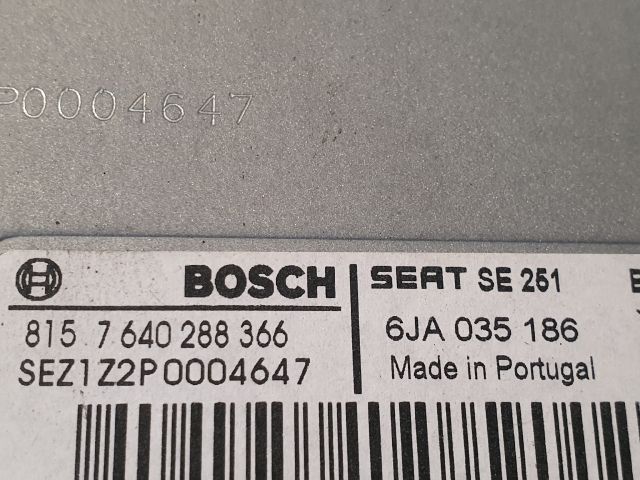 P0004647
BOSCH
815 7 640 288 366
SEZ1Z2P0004647
SEAT SE 251
6JA 035 186
Made in Portugal